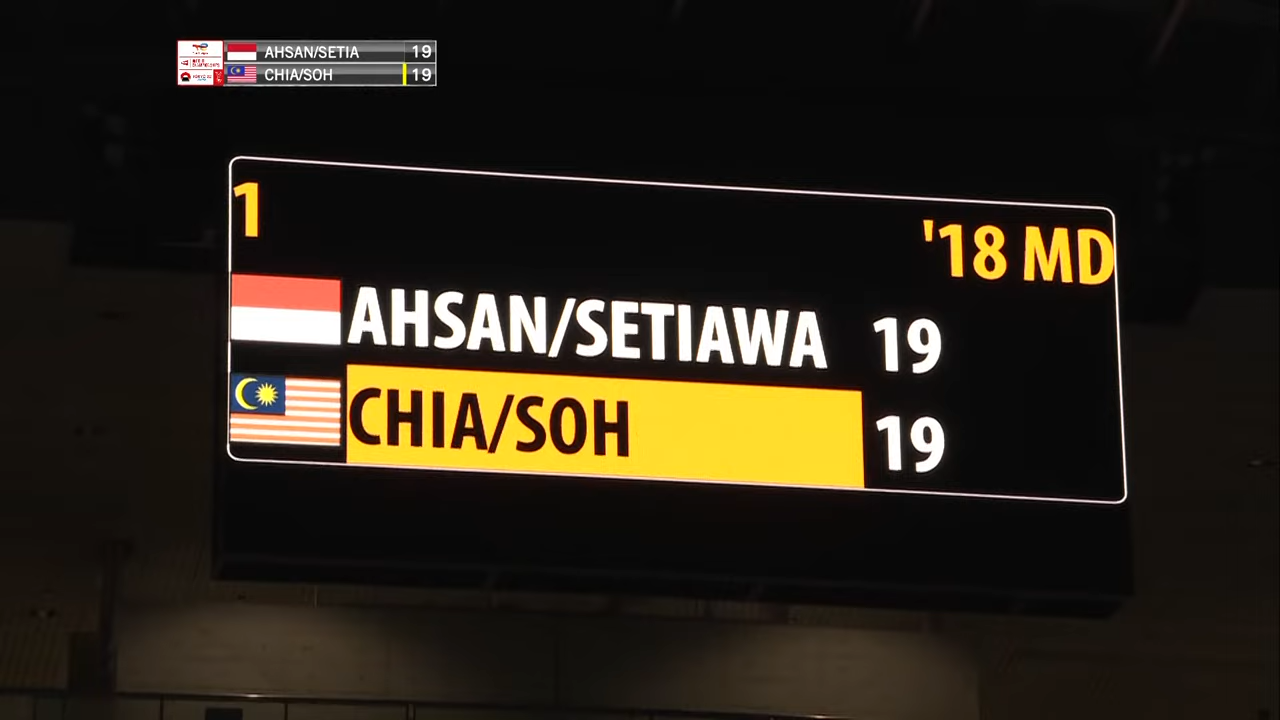 AHSAN/SETIA 19
CHIA/SOH 19
1
'18 MD
AHSAN/SETIAWA 19
CHIA/SOH 19